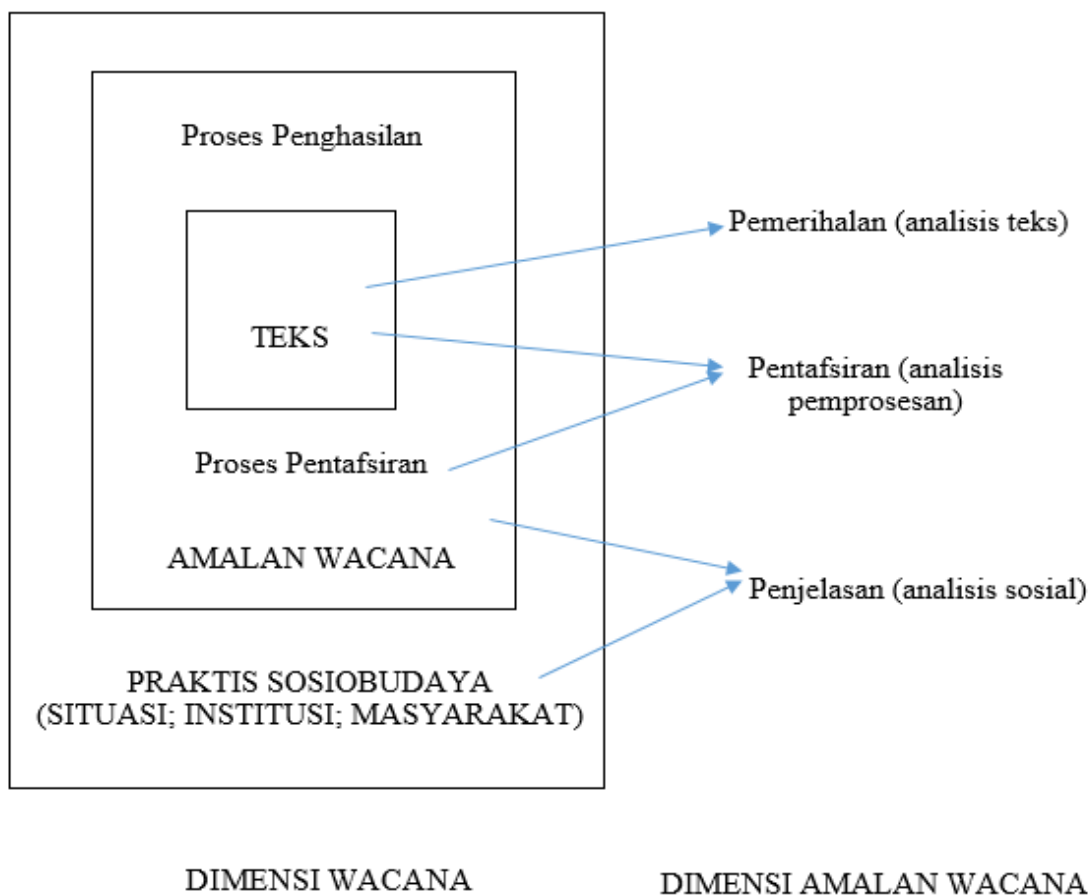 Proses Penghasilan
TEKS
Proses Pentafsiran
AMALAN WACANA
PRAKTIS SOSIOBUDAYA
(SITUASI; INSTITUSI; MASYARAKAT)
Pemerihalan (analisis teks)
Pentafsiran (analisis
pemprosesan)
Penjelasan (analisis sosial)
DIMENSI WACANA
DIMENSI AMALAN WACANA